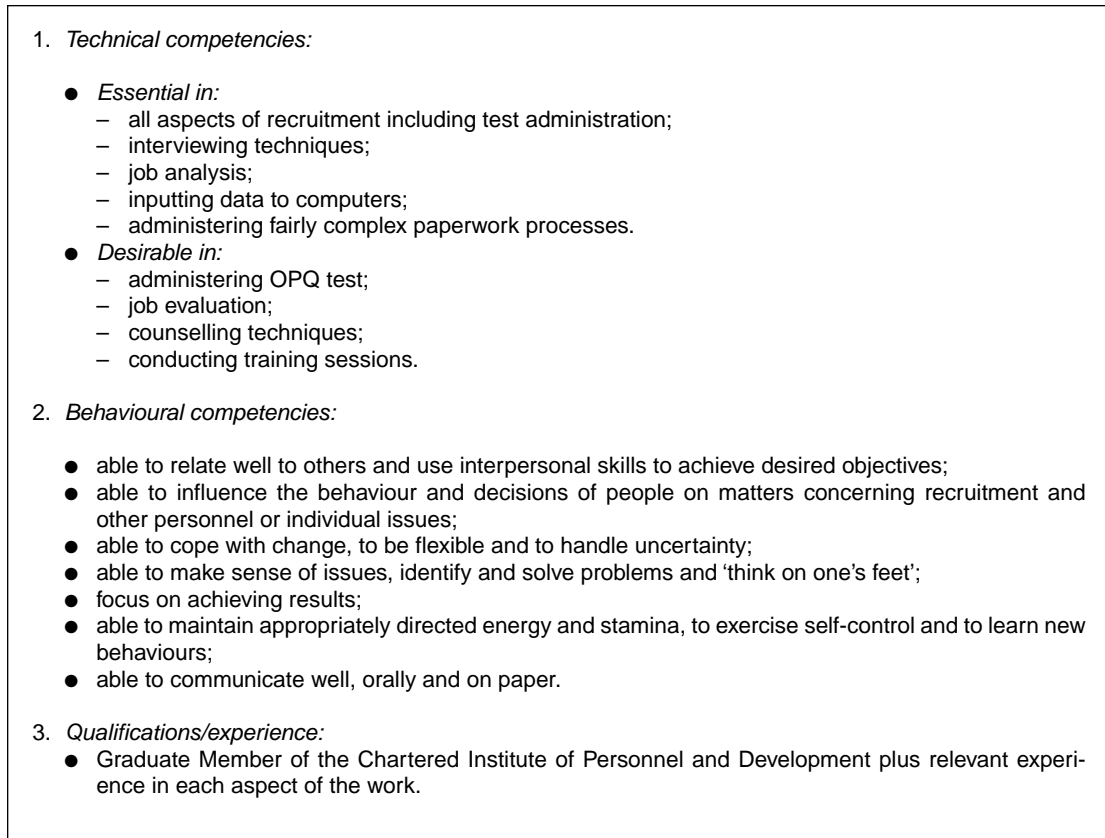 1. Technical competencies:
● Essential in:
– all aspects of recruitment including test administration;
– interviewing techniques;
– job analysis;
– inputting data to computers;
– administering fairly complex paperwork processes.
● Desirable in:
– administering OPQ test;
– job evaluation;
– counselling techniques;
– conducting training sessions.
2. Behavioural competencies:
● able to relate well to others and use interpersonal skills to achieve desired objectives;
● able to influence the behaviour and decisions of people on matters concerning recruitment and
other personnel or individual issues;
● able to cope with change, to be flexible and to handle uncertainty;
● able to make sense of issues, identify and solve problems and ‘think on one’s feet’;
● focus on achieving results;
● able to maintain appropriately directed energy and stamina, to exercise self-control and to learn new
behaviours;
● able to communicate well, orally and on paper.
3. Qualifications/experience:
● Graduate Member of the Chartered Institute of Personnel and Development plus relevant experi-
ence in each aspect of the work.